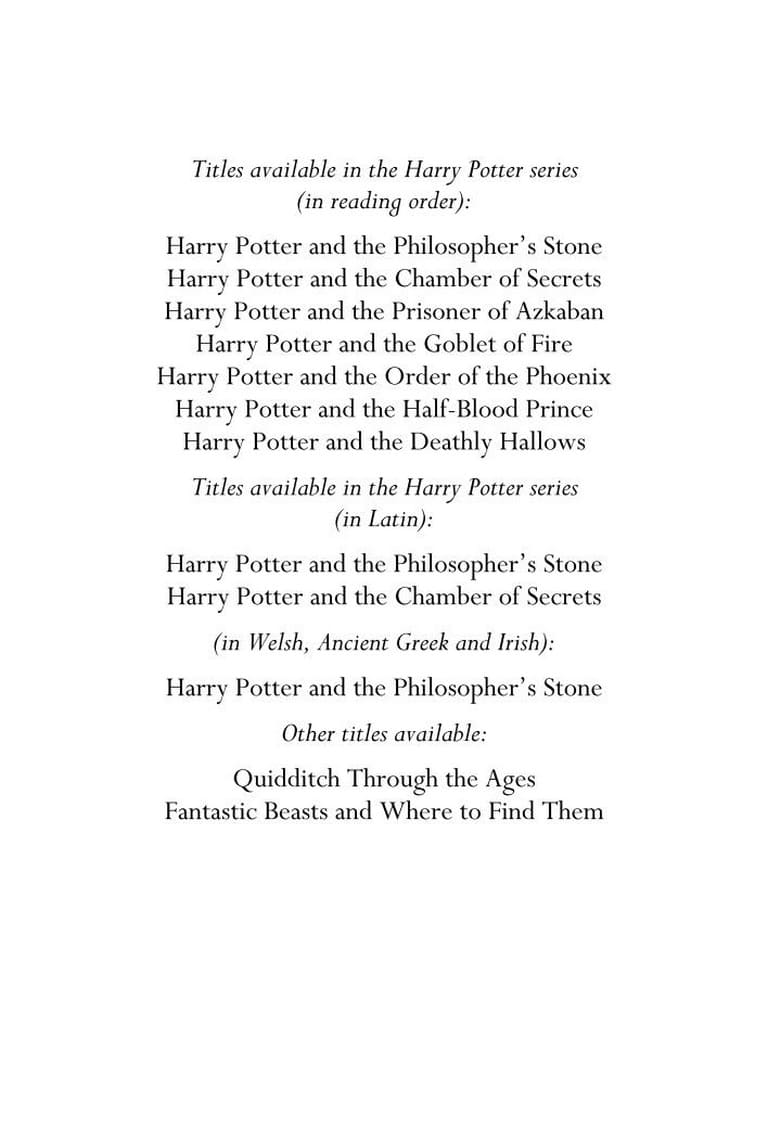 Titles available in the Harry Potter series
(in reading order):
Harry Potter and the Philosopher’s Stone
Harry Potter and the Chamber of Secrets
Harry Potter and the Prisoner of Azkaban
Harry Potter and the Goblet of Fire
Harry Potter and the Order of the Phoenix
Harry Potter and the Half-Blood Prince
Harry Potter and the Deathly Hallows
Titles available in the Harry Potter series
(in Latin):
Harry Potter and the Philosopher’s Stone
Harry Potter and the Chamber of Secrets
(in Welsh, Ancient Greek and Irish):
Harry Potter and the Philosopher’s Stone
Other titles available:
Quidditch Through the Ages
Fantastic Beasts and Where to Find Them